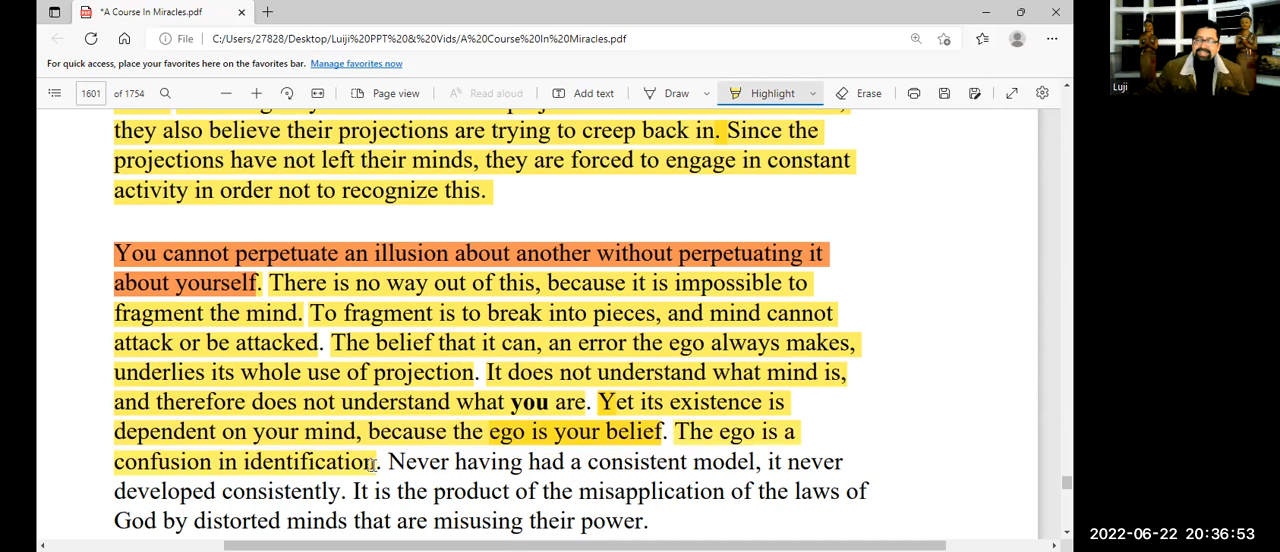 *A Course In Miracles.pdf
File C:/Users/27828/Desktop/Luiji%20PPT%20&%20Vids/A%20Course%20In%20Miracles.pdf
For quick access, place your favorites here on the favorites bar. Manage favorites now
1601 of 1754 Page view Read aloud Add text Draw Highlight Erase
they also believe their projections are trying to creep back in. Since the
projections have not left their minds, they are forced to engage in constant
activity in order not to recognize this.
You cannot perpetuate an illusion about another without perpetuating it
about yourself. There is no way out of this, because it is impossible to
fragment the mind. To fragment is to break into pieces, and mind cannot
attack or be attacked. The belief that it can, an error the ego always makes,
underlies its whole use of projection. It does not understand what mind is,
and therefore does not understand what you are. Yet its existence is
dependent on your mind, because the ego is your belief. The ego is a
confusion in identification. Never having had a consistent model, it never
developed consistently. It is the product of the misapplication of the laws of
God by distorted minds that are misusing their power.
Luji
2022-06-22 20:36:53